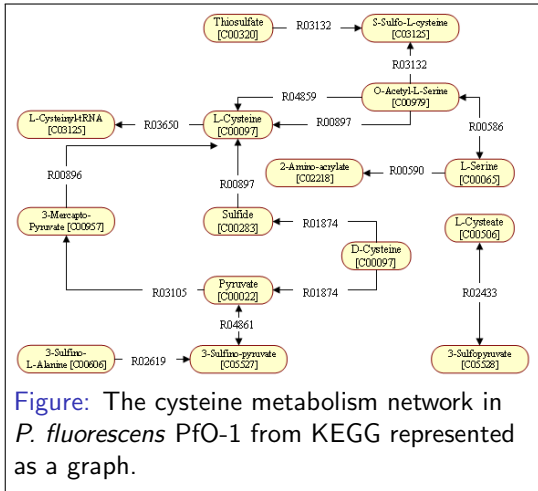 Thiosulfate
[C00320]
R03132
S-Sulfo-L-cysteine
[C03125]
R03132
R04859
O-Acetyl-L-Serine
[C00979]
L-Cysteinyl-tRNA
[C03125]
R03650
L-Cysteine
[C00097]
R00897
R00586
2-Amino-acrylate
[C02218]
R00590
L-Serine
[C00065]
R00896
R00897
3-Mercapto-
Pyruvate [C00957]
Sulfide
[C00283]
R01874
L-Cysteate
[C00506]
D-Cysteine
[C00097]
R03105
Pyruvate
[C00022]
R01874
R02433
R04861
3-Sulfino-
L-Alanine [C00606]
R02619
3-Sulfino-pyruvate
[C05527]
3-Sulfopyruvate
[C05528]
Figure: The cysteine metabolism network in
P. fluorescens PfO-1 from KEGG represented
as a graph.